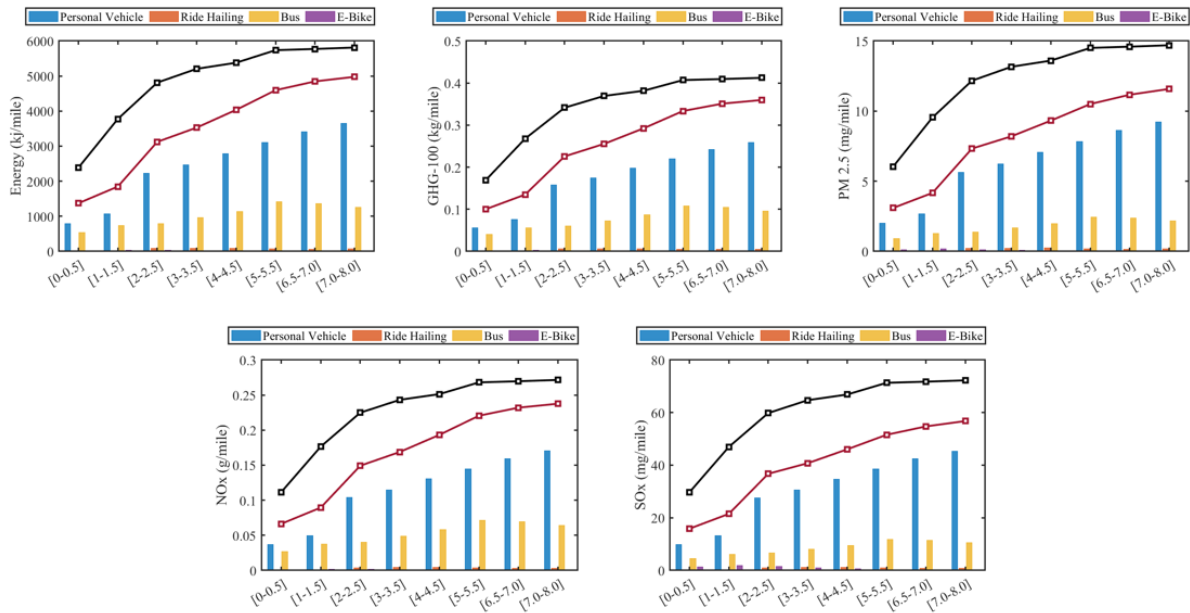 Personal Vehicle Ride Hailing Bus E-Bike
6000
5000
4000
3000
2000
1000
0
Energy (kj/mile)
[0-0.5] [1-1.5] [2-2.5] [3-3.5] [4-4.5] [5-5.5] [6.5-7.0] [7.0-8.0]
Personal Vehicle Ride Hailing Bus E-Bike
0.5
0.4
0.3
0.2
0.1
0
GHG-100 (kg/mile)
[0-0.5] [1-1.5] [2-2.5] [3-3.5] [4-4.5] [5-5.5] [6.5-7.0] [7.0-8.0]
Personal Vehicle Ride Hailing Bus E-Bike
15
10
5
0
PM 2.5 (mg/mile)
[0-0.5] [1-1.5] [2-2.5] [3-3.5] [4-4.5] [5-5.5] [6.5-7.0] [7.0-8.0]
Personal Vehicle Ride Hailing Bus E-Bike
0.3
0.25
0.2
0.15
0.1
0.05
0
NOx (g/mile)
[0-0.5] [1-1.5] [2-2.5] [3-3.5] [4-4.5] [5-5.5] [6.5-7.0] [7.0-8.0]
Personal Vehicle Ride Hailing Bus E-Bike
80
60
40
20
0
SOx (mg/mile)
[0-0.5] [1-1.5] [2-2.5] [3-3.5] [4-4.5] [5-5.5] [6.5-7.0] [7.0-8.0]